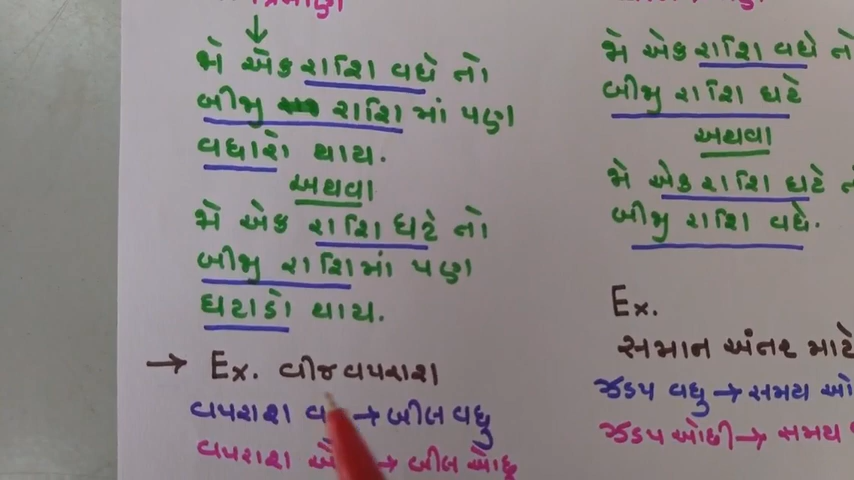 જો એક રાશિ વધે તો
બીજી રાશિ માં પણ
વધારો થાય.
અથવા
જો એક રાશિ ઘટે તો
બીજી રાશિમાં પણ
ઘટાડો થાય.
→ Ex. વીજવપરાશ
વપરાશ → બીલ વધુ
વપરાશ → બીલ ઓછુ
જો એક રાશિ વધે તો
બીજી રાશિ ઘટે
અથવા
જો એક રાશિ ઘટે
બીજી રાશિ વધે.
Ex.
સમાન અંતર માટે
ઝડપ વધુ → સમય
ઝડપ ઓછી → સમય